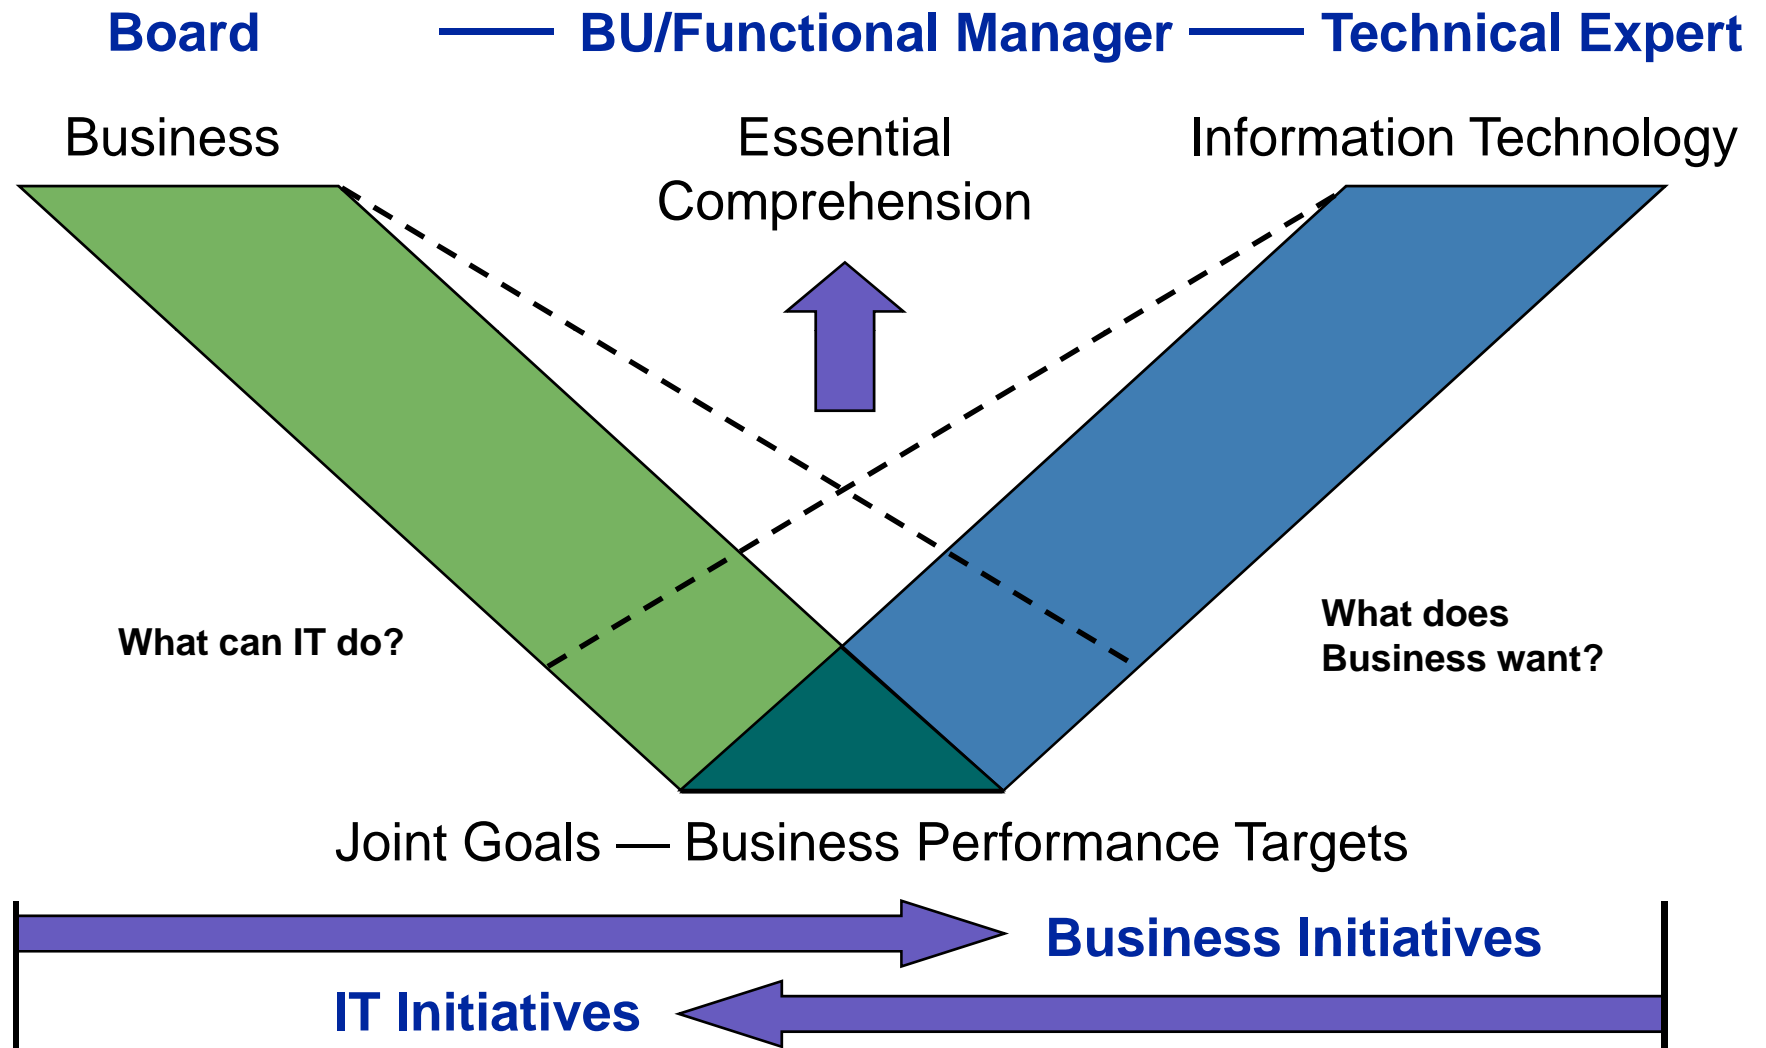 Board — BU/Functional Manager — Technical Expert
Business
Essential
Comprehension
Information Technology
What can IT do?
What does
Business want?
Joint Goals — Business Performance Targets
Business Initiatives
IT Initiatives